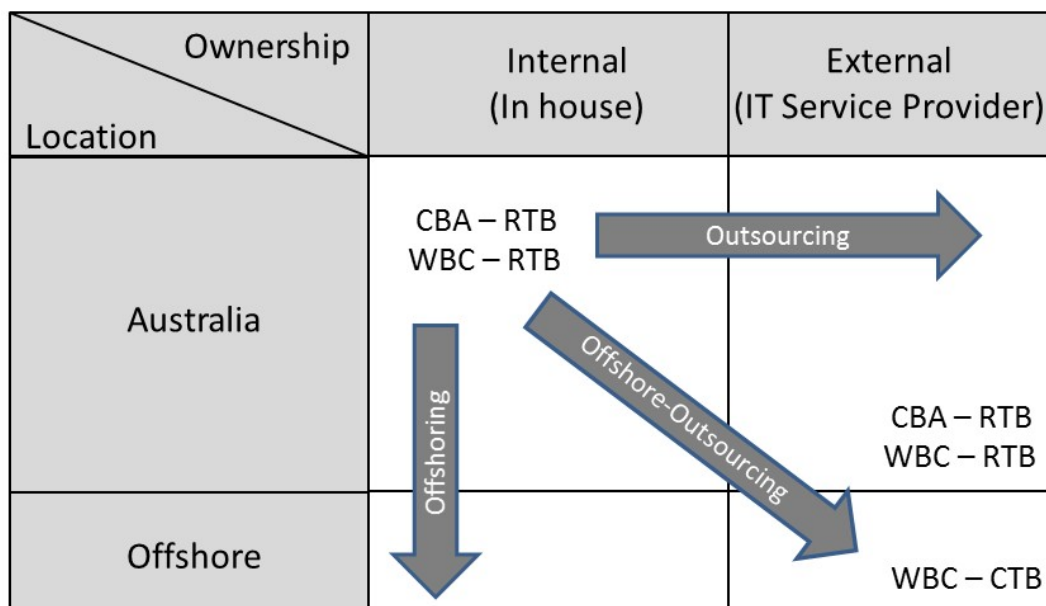 Ownership
Location
Internal
(In house)
External
(IT Service Provider)
Australia
CBA – RTB
WBC – RTB
Outsourcing
Offshoring
Offshore-Outsourcing
CBA – RTB
WBC – RTB
Offshore
WBC – CTB